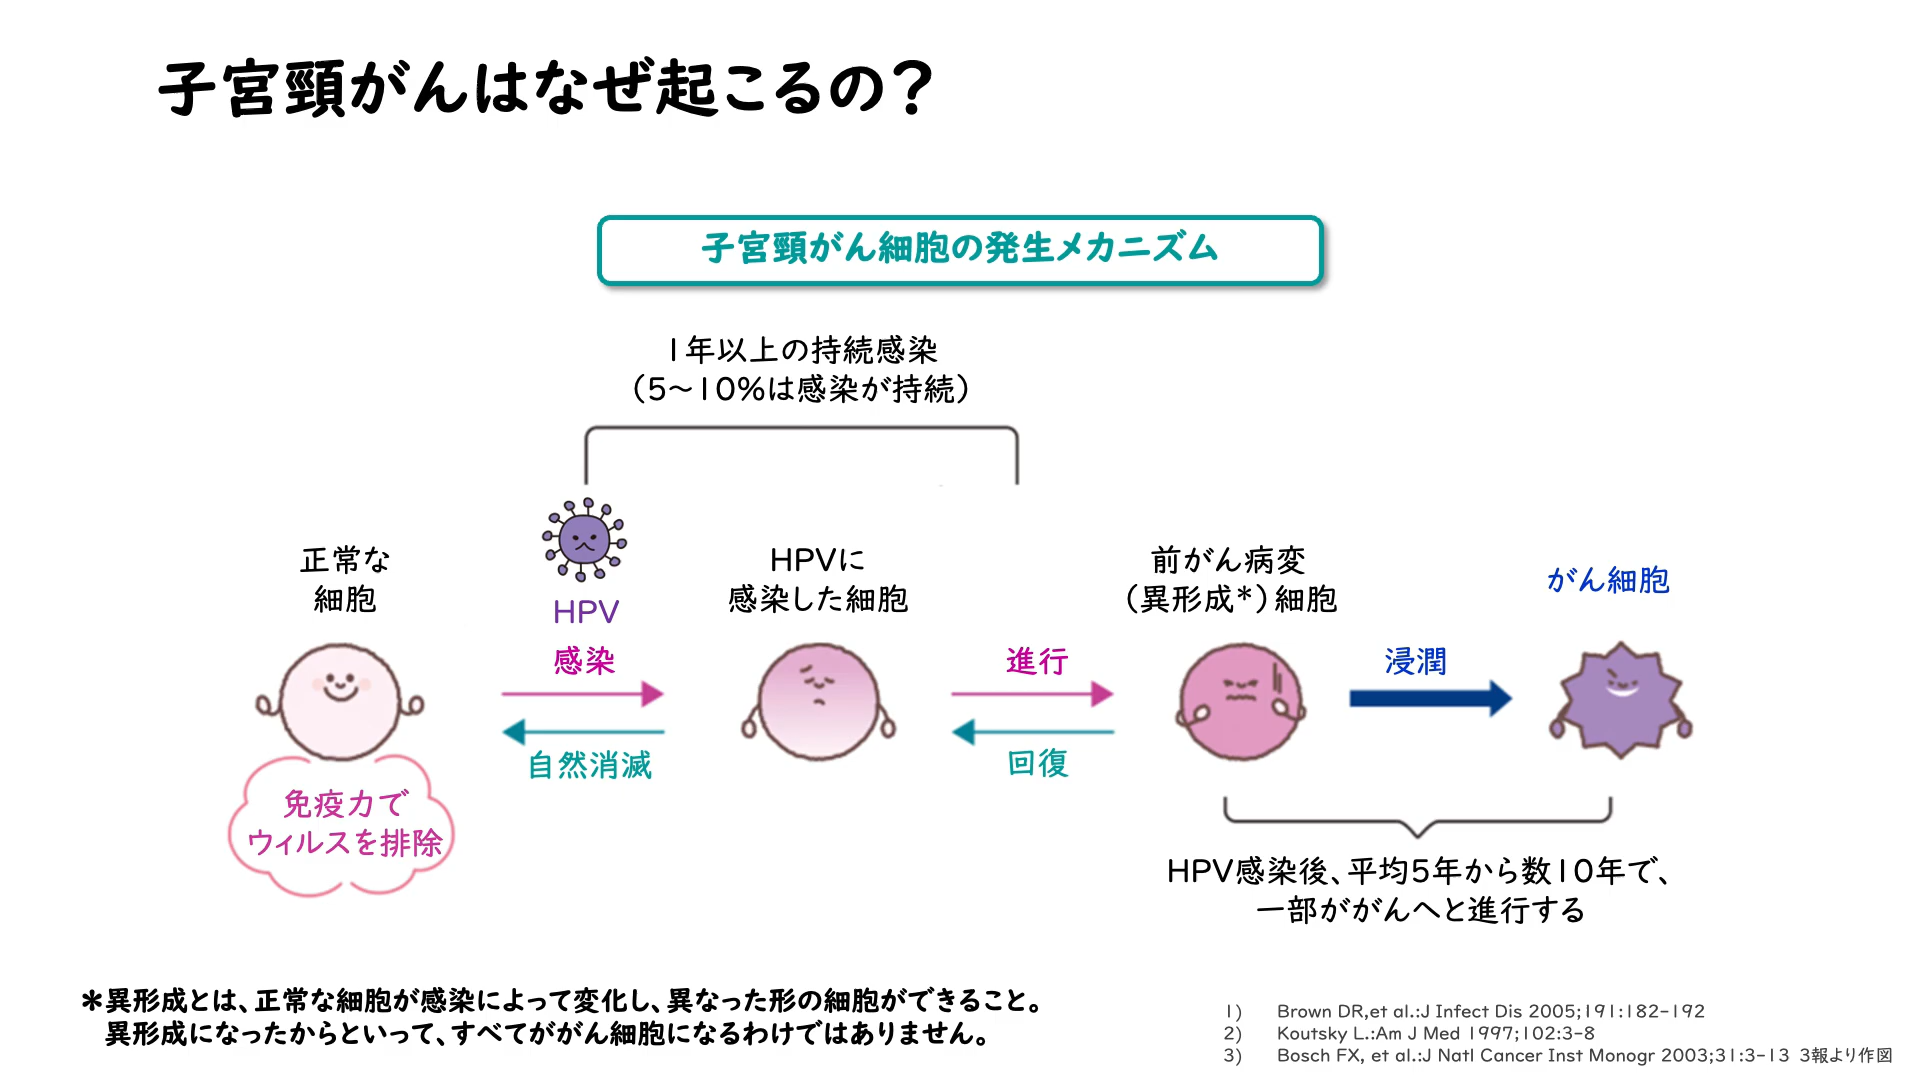 子宮頸がんはなぜ起こるの？
子宮頸がん細胞の発生メカニズム
1年以上の持続感染
（5～10%は感染が持続）
正常な
細胞
HPV
HPVに
感染した細胞
前がん病変
（異形成*）細胞
がん細胞
感染
自然消滅
進行
回復
浸潤
免疫力で
ウィルスを排除
HPV感染後、平均5年から数10年で、
一部ががんへと進行する
＊異形成とは、正常な細胞が感染によって変化し、異なった形の細胞ができること。
異形成になったからといって、すべてががん細胞になるわけではありません。
1) Brown DR,et al.:J Infect Dis 2005;191:182-192
2) Koutsky L.:Am J Med 1997;102:3-8
3) Bosch FX, et al.:J Natl Cancer Inst Monogr 2003;31:3-13 3報より作図